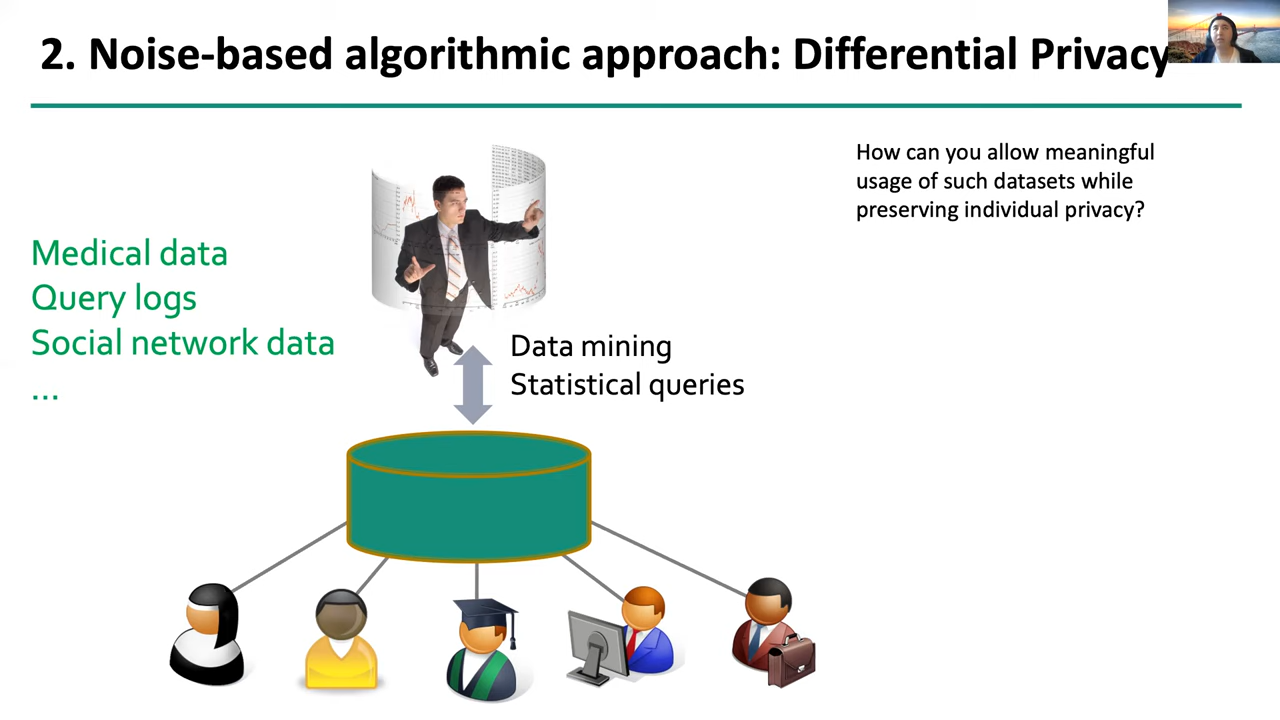 2. Noise-based algorithmic approach: Differential Privacy
How can you allow meaningful
usage of such datasets while
preserving individual privacy?
Medical data
Query logs
Social network data
...
Data mining
Statistical queries